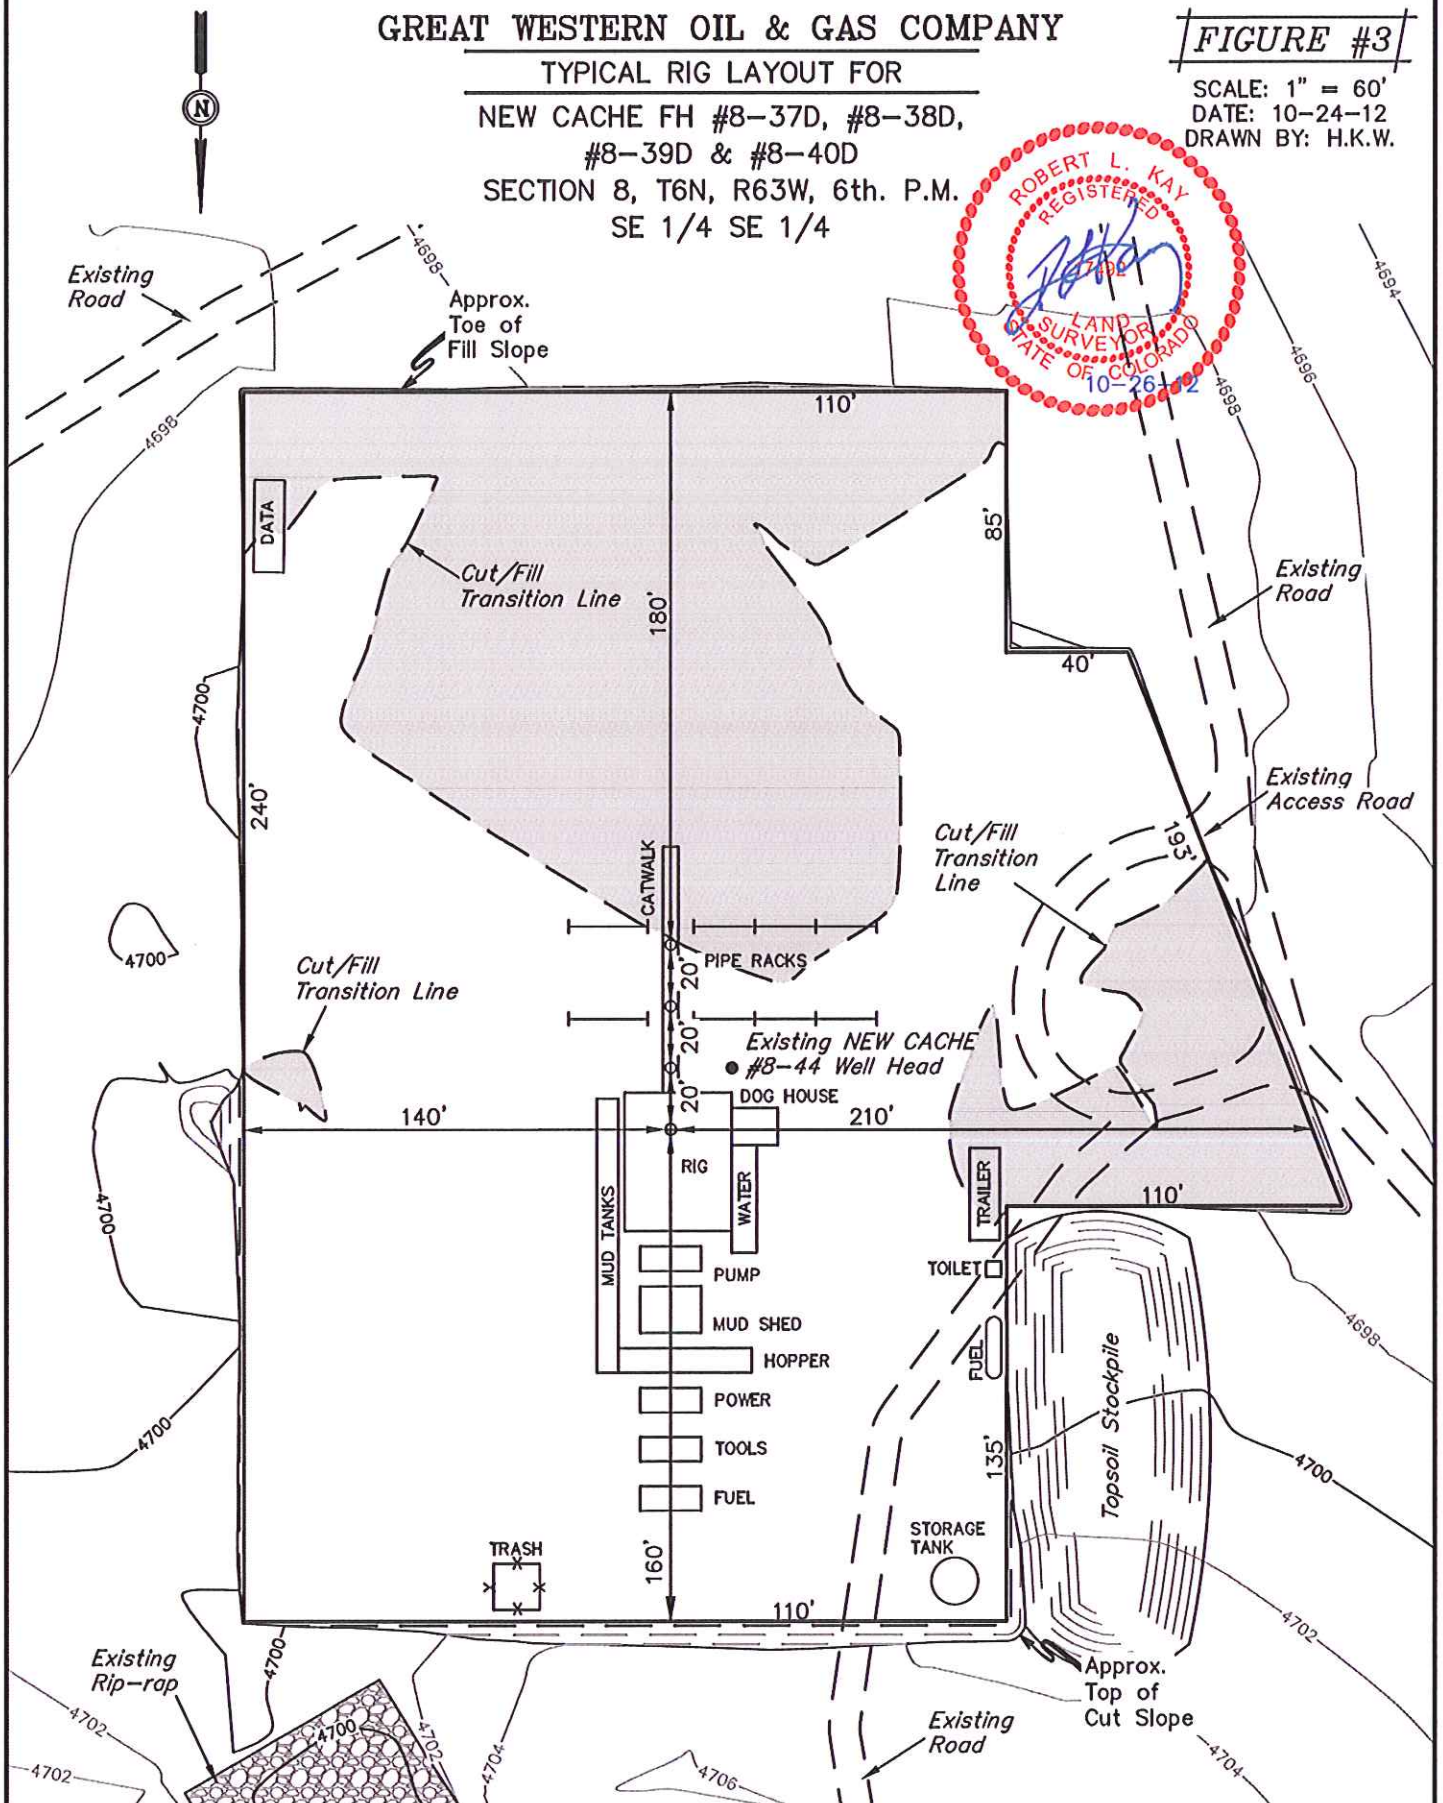 GREAT WESTERN OIL & GAS COMPANY
TYPICAL RIG LAYOUT FOR
NEW CACHE FH #8-37D, #8-38D,
#8-39D & #8-40D
SECTION 8, T6N, R63W, 6th. P.M.
SE 1/4 SE 1/4
FIGURE #3
SCALE: 1" = 60'
DATE: 10-24-12
DRAWN BY: H.K.W.
N
ROBERT L. KAY
REGISTERED
LAND
SURVEYOR
STATE OF COLORADO
10-26-12
Existing
Road
4698
Approx.
Toe of
Fill Slope
4694
4696
4698
4698
110'
DATA
85'
Cut/Fill
Transition Line
180'
Existing
Road
40'
4700
240'
Existing
Access Road
193'
Cut/Fill
Transition
Line
CATWALK
4700
Cut/Fill
Transition Line
PIPE RACKS
20'
20'
20'
Existing NEW CACHE
#8-44 Well Head
DOG HOUSE
140'
210'
RIG
WATER
MUD TANKS
TRAILER
110'
4700
PUMP
TOILET
MUD SHED
FUEL
HOPPER
4698
POWER
TOOLS
FUEL
4700
135'
Topsoil Stockpile
4700
STORAGE
TANK
TRASH
160'
110'
4702
Existing
Rip-rap
4700
Approx.
Top of
Cut Slope
4702
4700
4702
4704
Existing
Road
4704
4702
4706